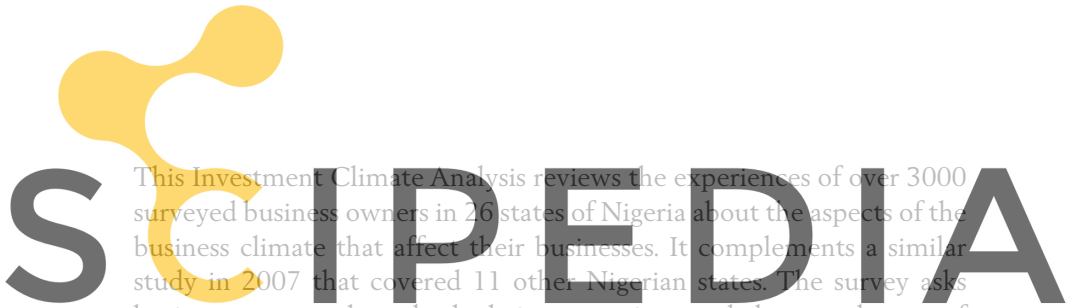 SCIPEDIA
This Investment Climate Analysis reviews the experiences of over 3000
surveyed business owners in 26 states of Nigeria about the aspects of the
business climate that affect their businesses. It complements a similar
study in 2007 that covered 11 other Nigerian states. The survey asks